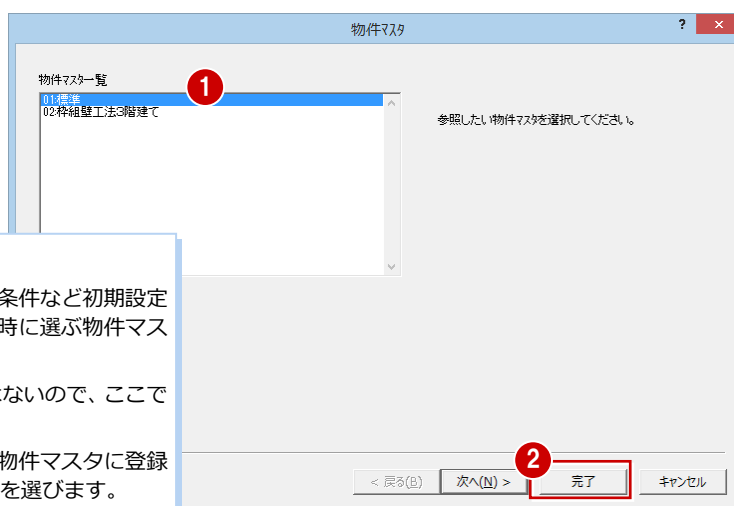 物件ﾏｽﾀ
? ×
物件マスタ一覧
1
01:標準
02:枠組壁工法3階建て
参照したい物件マスタを選択してください。
条件など初期設定
時に選ぶ物件マス
ないので、ここで
物件マスタに登録
を選びます。
2
< 戻る(B)
次へ(N) >
完了
キャンセル